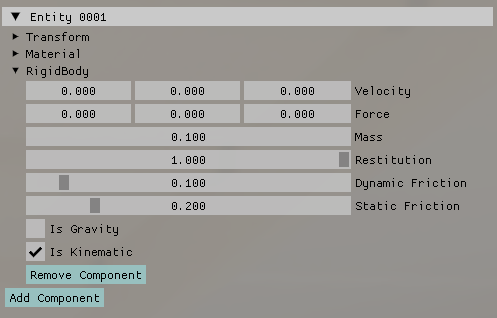 Entity 0001
Transform
Material
RigidBody
0.000 0.000 0.000 Velocity
0.000 0.000 0.000 Force
0.100 Mass
1.000 Restitution
0.100 Dynamic Friction
0.200 Static Friction
Is Gravity
Is Kinematic
Remove Component
Add Component